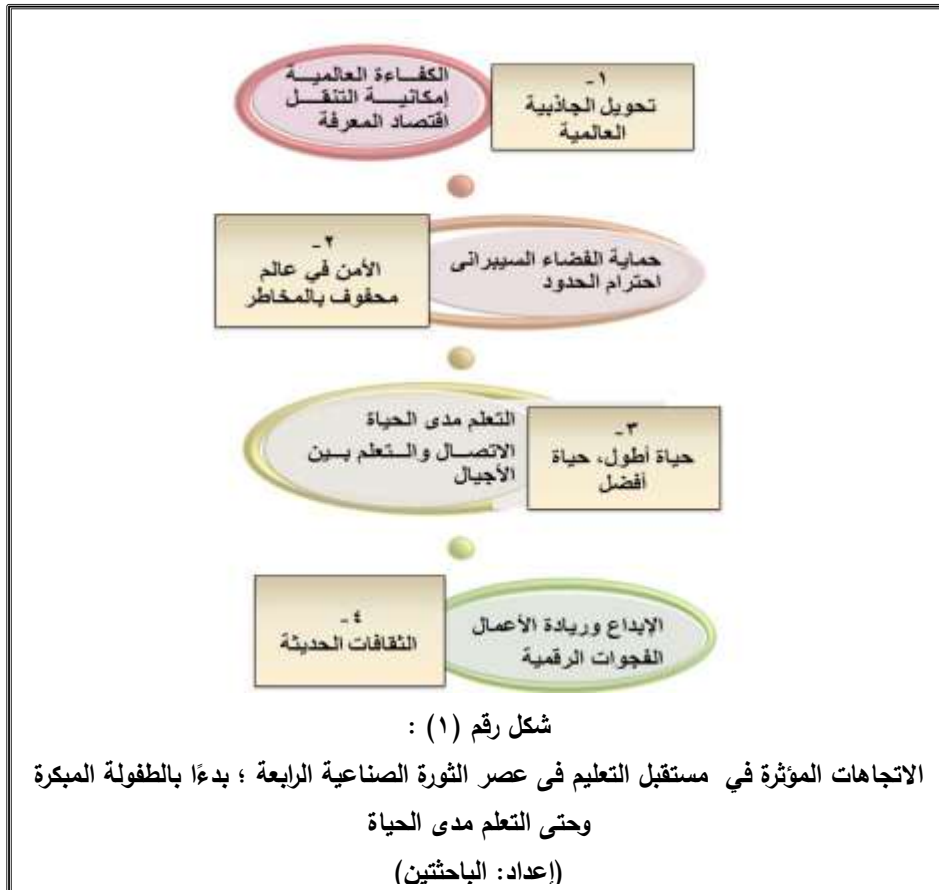 ١-
تحويل الجاذبية
العالمية
الكفاءة العالمية
إمكانية التنقل
اقتصاد المعرفة
٢-
الأمن في عالم
محفوف بالمخاطر
حماية الفضاء السيبرانى
احترام الحدود
٣-
حياة أطول، حياة
أفضل
التعلم مدى الحياة
الاتصال والتعلم بين
الأجيال
٤-
الثقافات الحديثة
الإبداع وريادة الأعمال
الفجوات الرقمية
شكل رقم (١) :
الاتجاهات المؤثرة في مستقبل التعليم فى عصر الثورة الصناعية الرابعة ؛ بدءًا بالطفولة المبكرة
وحتى التعلم مدى الحياة
(إعداد: الباحثتين)